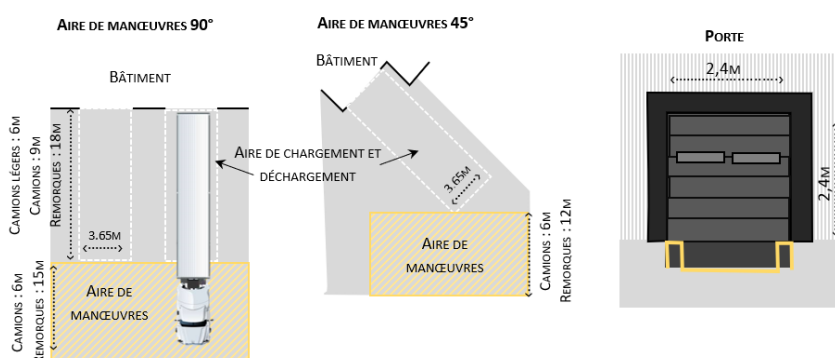 AIRE DE MANŒUVRES 90°
BÂTIMENT
CAMIONS LÉGERS : 6M
CAMIONS : 9M
REMORQUES : 18M
3.65M
CAMIONS : 6M
REMORQUES : 15M
AIRE DE
MANŒUVRES
AIRE DE CHARGEMENT ET
DÉCHARGEMENT
AIRE DE MANŒUVRES 45°
BÂTIMENT
3.65M
AIRE DE
MANŒUVRES
CAMIONS : 6M
REMORQUES : 12M
PORTE
2,4M
2,4M